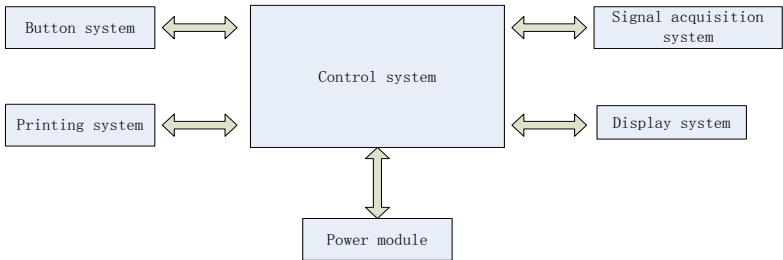 Button system
Signal acquisition
system
Control system
Printing system
Display system
Power module